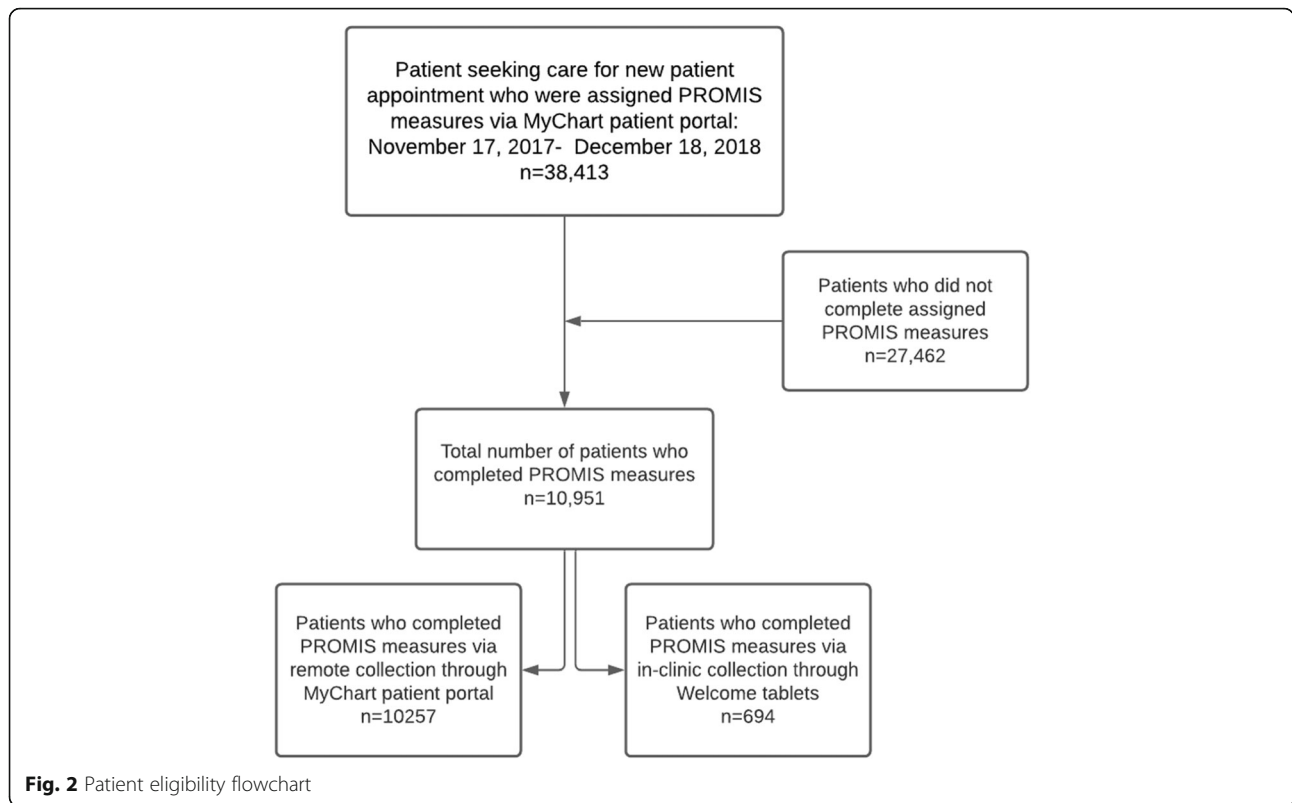 Patient seeking care for new patient
appointment who were assigned PROMIS
measures via MyChart patient portal:
November 17, 2017- December 18, 2018
n=38,413
Patients who did not
complete assigned
PROMIS measures
n=27,462
Total number of patients who
completed PROMIS measures
n=10,951
Patients who completed
PROMIS measures via
remote collection through
MyChart patient portal
n=10257
Patients who completed
PROMIS measures via
in-clinic collection through
Welcome tablets
n=694
Fig. 2 Patient eligibility flowchart